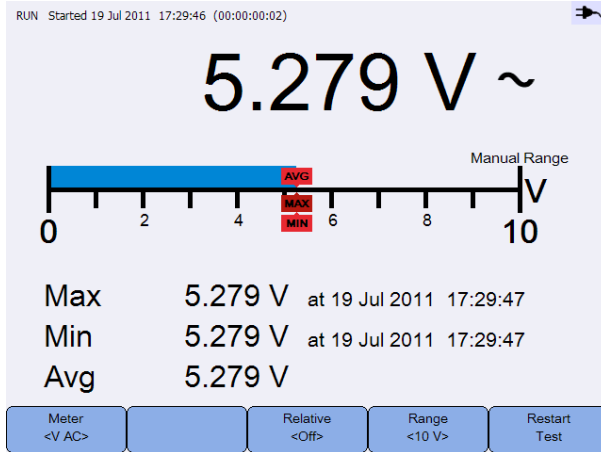 RUN Started 19 Jul 2011 17:29:46 (00:00:00:02)
5.279 V ~
Manual Range
AVG
V
MAX
0 2 4 MIN 6 8 10
Max 5.279 V at 19 Jul 2011 17:29:47
Min 5.279 V at 19 Jul 2011 17:29:47
Avg 5.279 V
Meter Relative Range Restart
<V AC> <Off> <10 V> Test